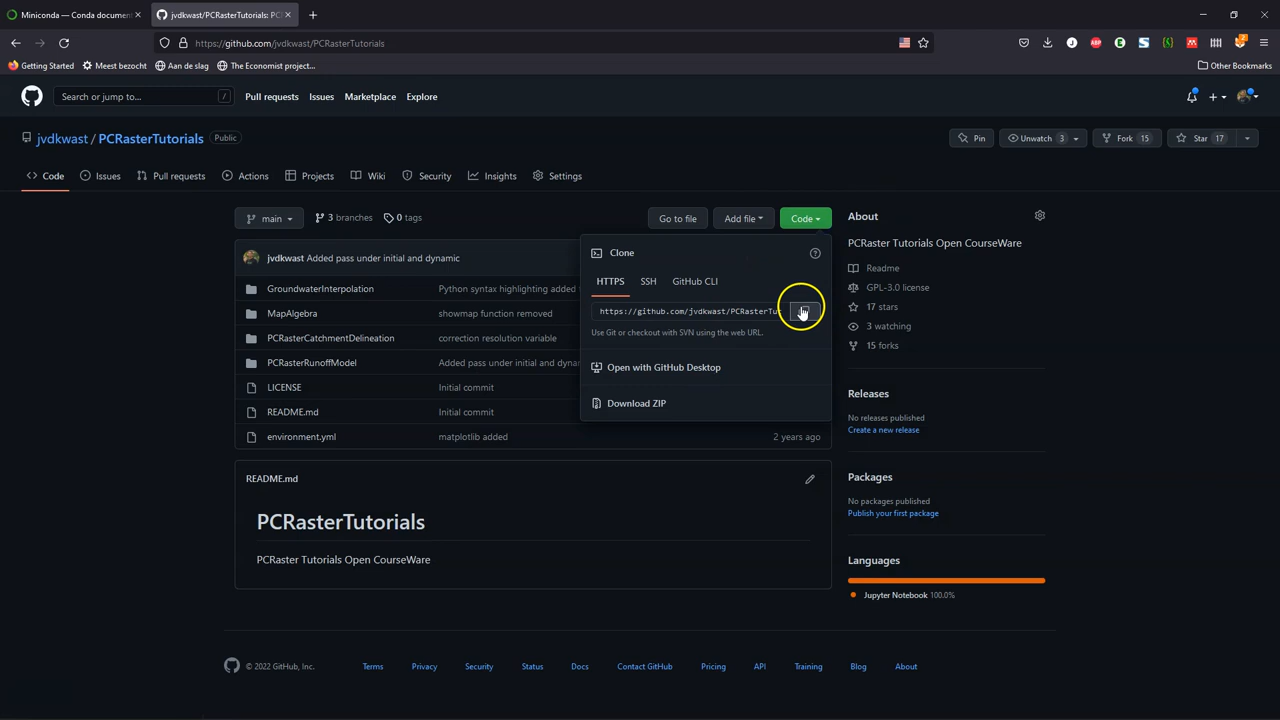 Miniconda — Conda document
jvdkwast/PCRasterTutorials: PC
https://github.com/jvdkwast/PCRasterTutorials
Getting Started
Meest bezocht
Aan de slag
The Economist project...
Other Bookmarks
Search or jump to...
/
Pull requests
Issues
Marketplace
Explore
jvdkwast / PCRasterTutorials
Public
Pin
Unwatch 3
Fork 15
Star 17
Code
Issues
Pull requests
Actions
Projects
Wiki
Security
Insights
Settings
main
3 branches
0 tags
Go to file
Add file
Code
jvdkwast Added pass under initial and dynamic
GroundwaterInterpolation
Python syntax highlighting added
MapAlgebra
showmap function removed
PCRasterCatchmentDelineation
correction resolution variable
PCRasterRunoffModel
Added pass under initial and dynam
LICENSE
Initial commit
README.md
Initial commit
environment.yml
matplotlib added
2 years ago
Clone
HTTPS
SSH
GitHub CLI
https://github.com/jvdkwast/PCRasterTut
Use Git or checkout with SVN using the web URL.
Open with GitHub Desktop
Download ZIP
README.md
PCRasterTutorials
PCRaster Tutorials Open CourseWare
About
PCRaster Tutorials Open CourseWare
Readme
GPL-3.0 license
17 stars
3 watching
15 forks
Releases
No releases published
Create a new release
Packages
No packages published
Publish your first package
Languages
Jupyter Notebook 100.0%
© 2022 GitHub, Inc.
Terms
Privacy
Security
Status
Docs
Contact GitHub
Pricing
API
Training
Blog
About